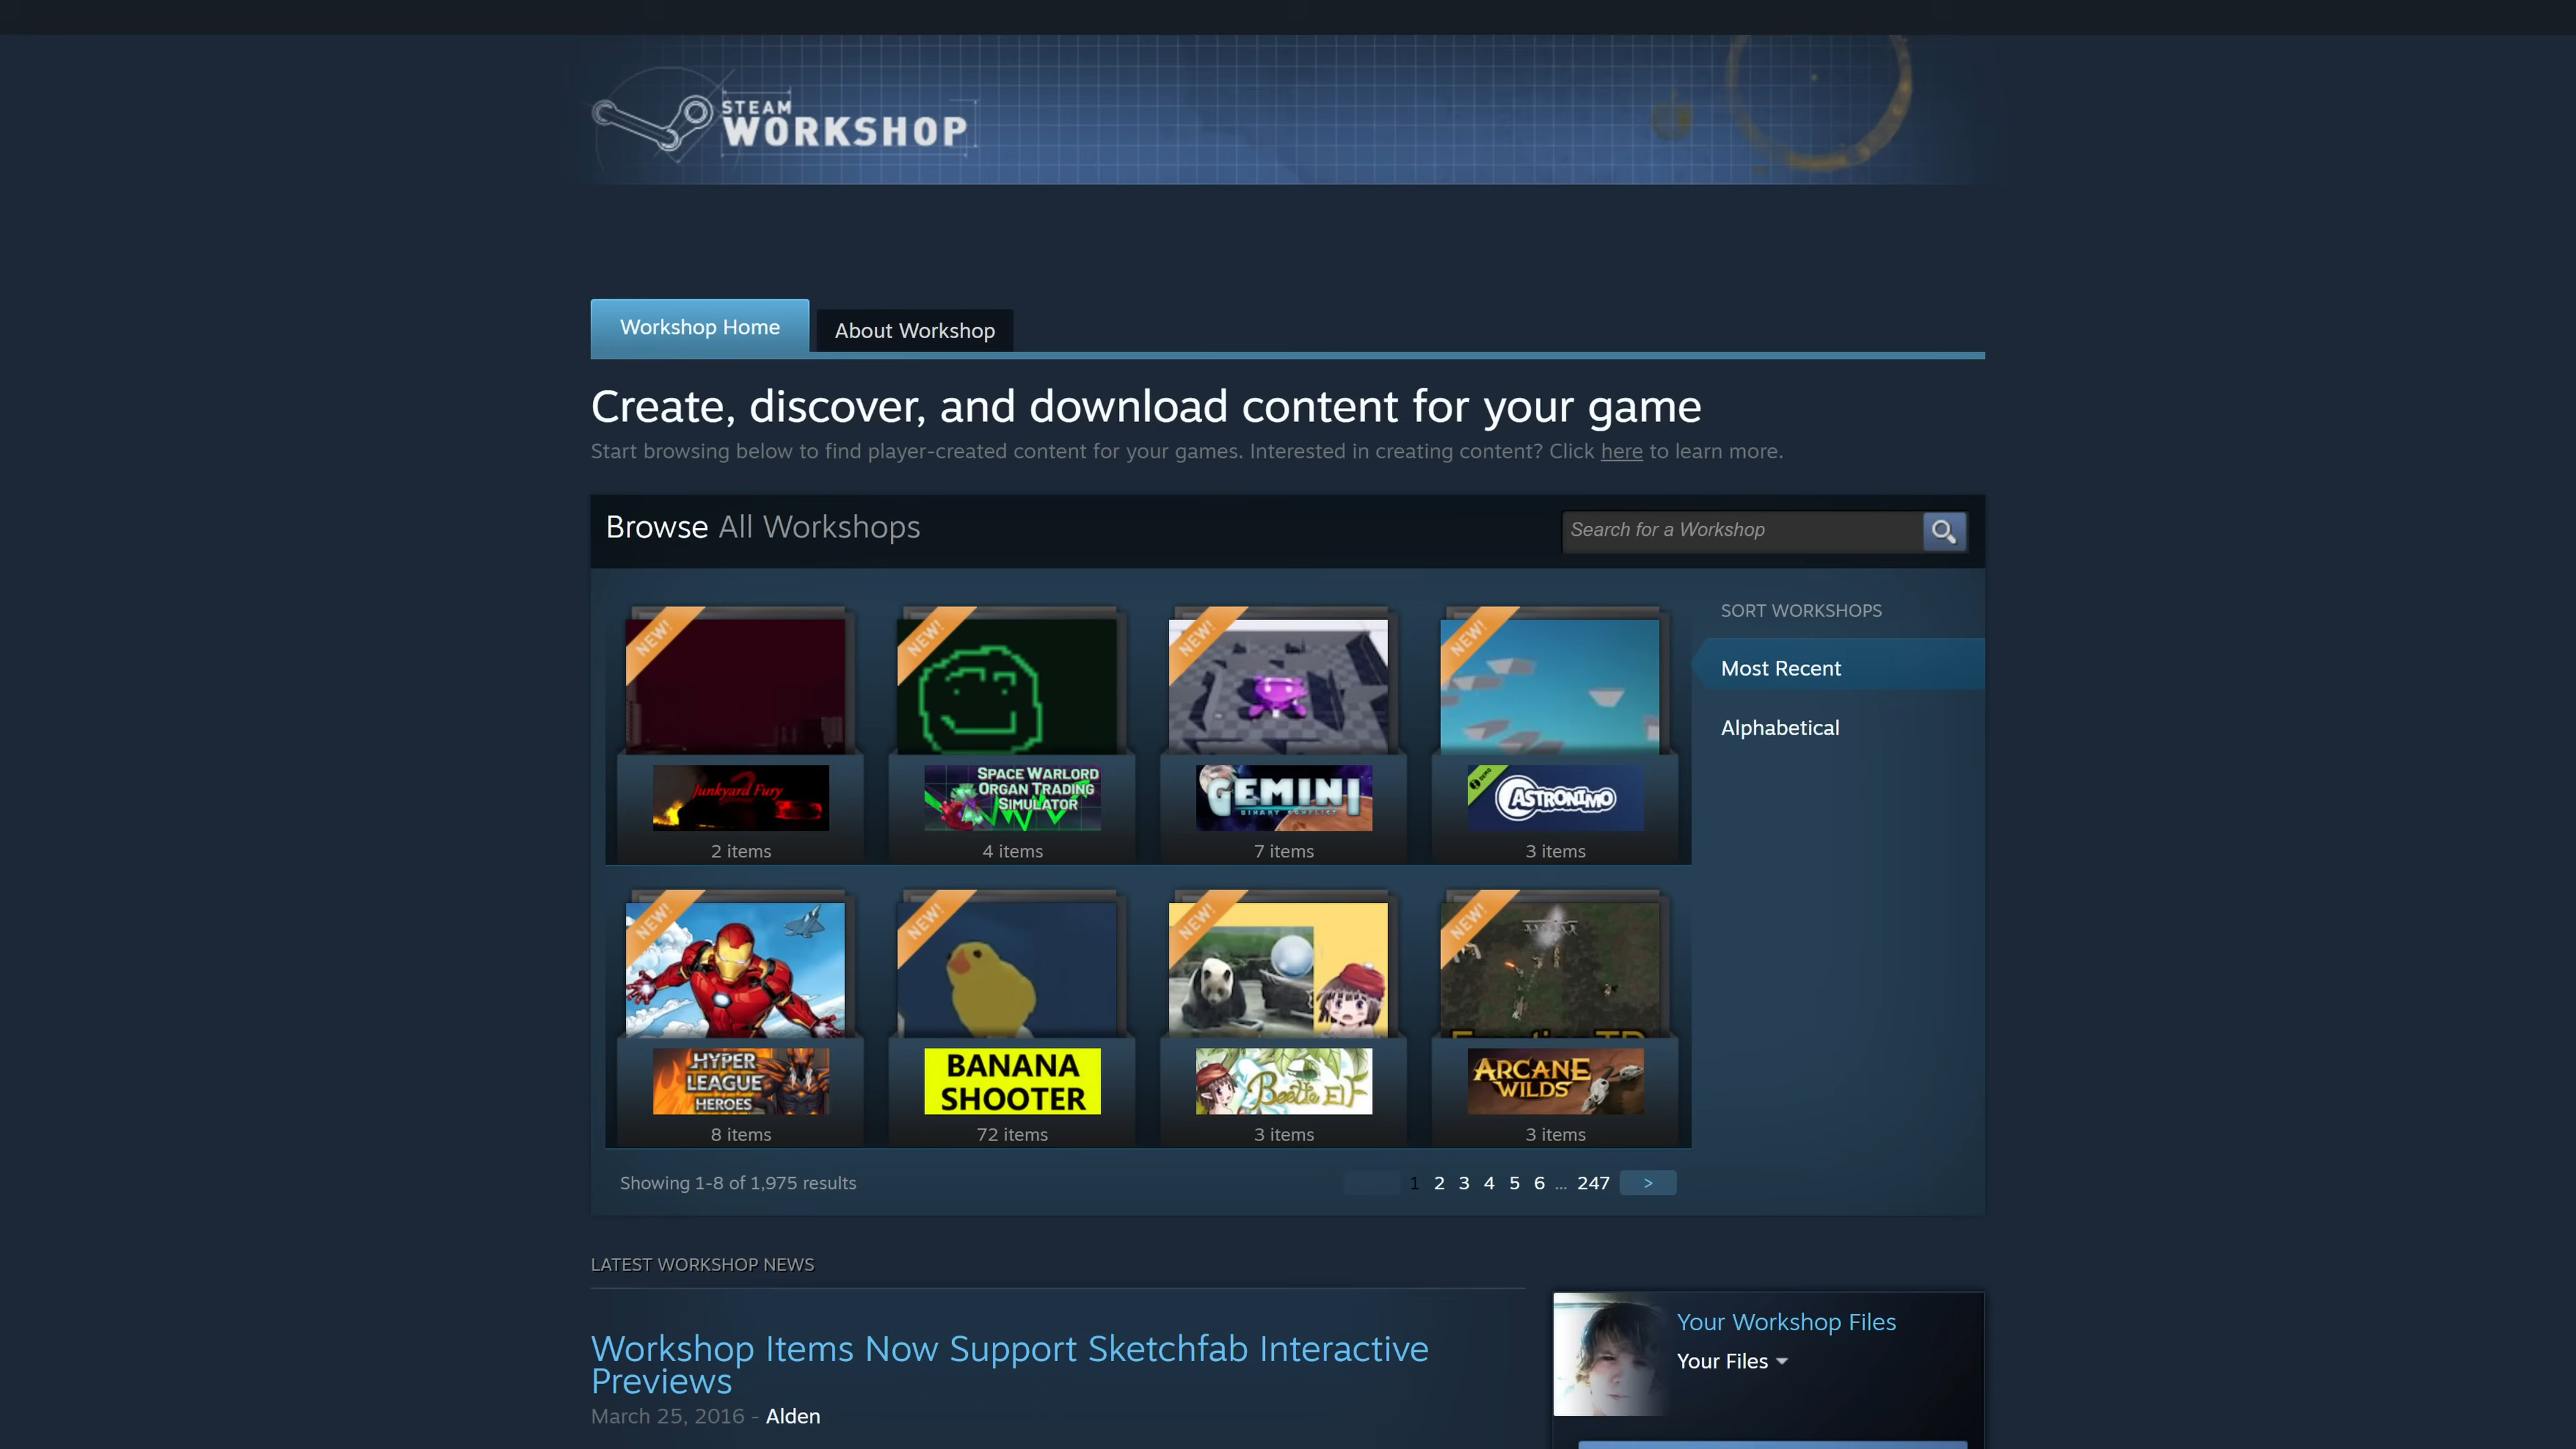 STEAM
WORKSHOP
Workshop Home
About Workshop
Create, discover, and download content for your game
Start browsing below to find player-created content for your games. Interested in creating content? Click here to learn more.
Browse All Workshops
Search for a Workshop
SORT WORKSHOPS
Most Recent
Alphabetical
NEW!
NEW!
NEW!
NEW!
Junkyard Fury 2
SPACE WARLORD
ORGAN TRADING
SIMULATOR
GEMINI
BINARY CONFLICT
DEMO
ASTRONIMO
2 items
4 items
7 items
3 items
NEW!
NEW!
NEW!
NEW!
HYPER
LEAGUE
HEROES
BANANA
SHOOTER
Beetle ELF
ARCANE
WILDS
8 items
72 items
3 items
3 items
Showing 1-8 of 1,975 results
1 2 3 4 5 6 ... 247 >
LATEST WORKSHOP NEWS
Workshop Items Now Support Sketchfab Interactive
Previews
March 25, 2016 - Alden
Your Workshop Files
Your Files